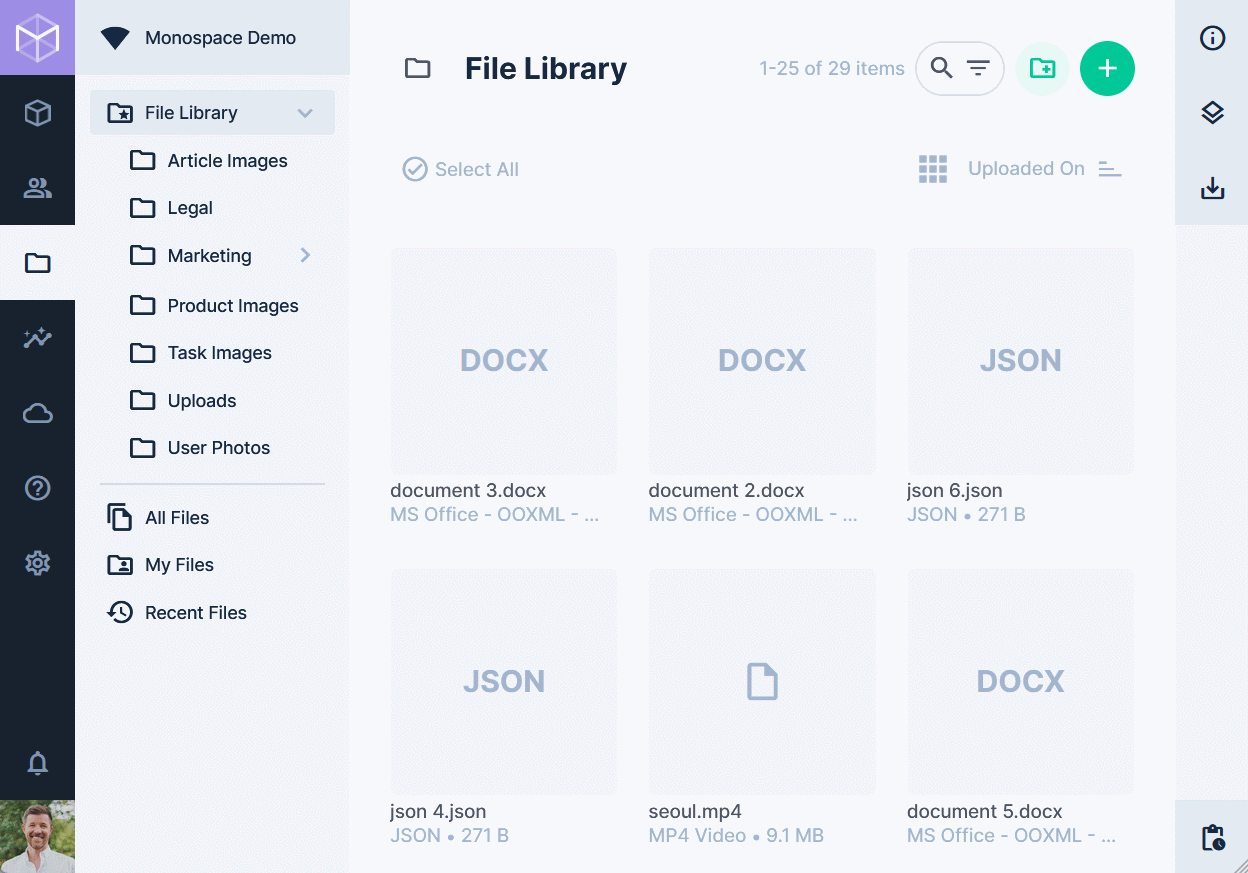 Monospace Demo
File Library
Article Images
Legal
Marketing
Product Images
Task Images
Uploads
User Photos
All Files
My Files
Recent Files
File Library
1-25 of 29 items
Select All
Uploaded On
DOCX
DOCX
JSON
document 3.docx
document 2.docx
json 6.json
MS Office - OOXML - ...
MS Office - OOXML - ...
JSON • 271 B
JSON
DOCX
json 4.json
seoul.mp4
document 5.docx
JSON • 271 B
MP4 Video • 9.1 MB
MS Office - OOXML - ...